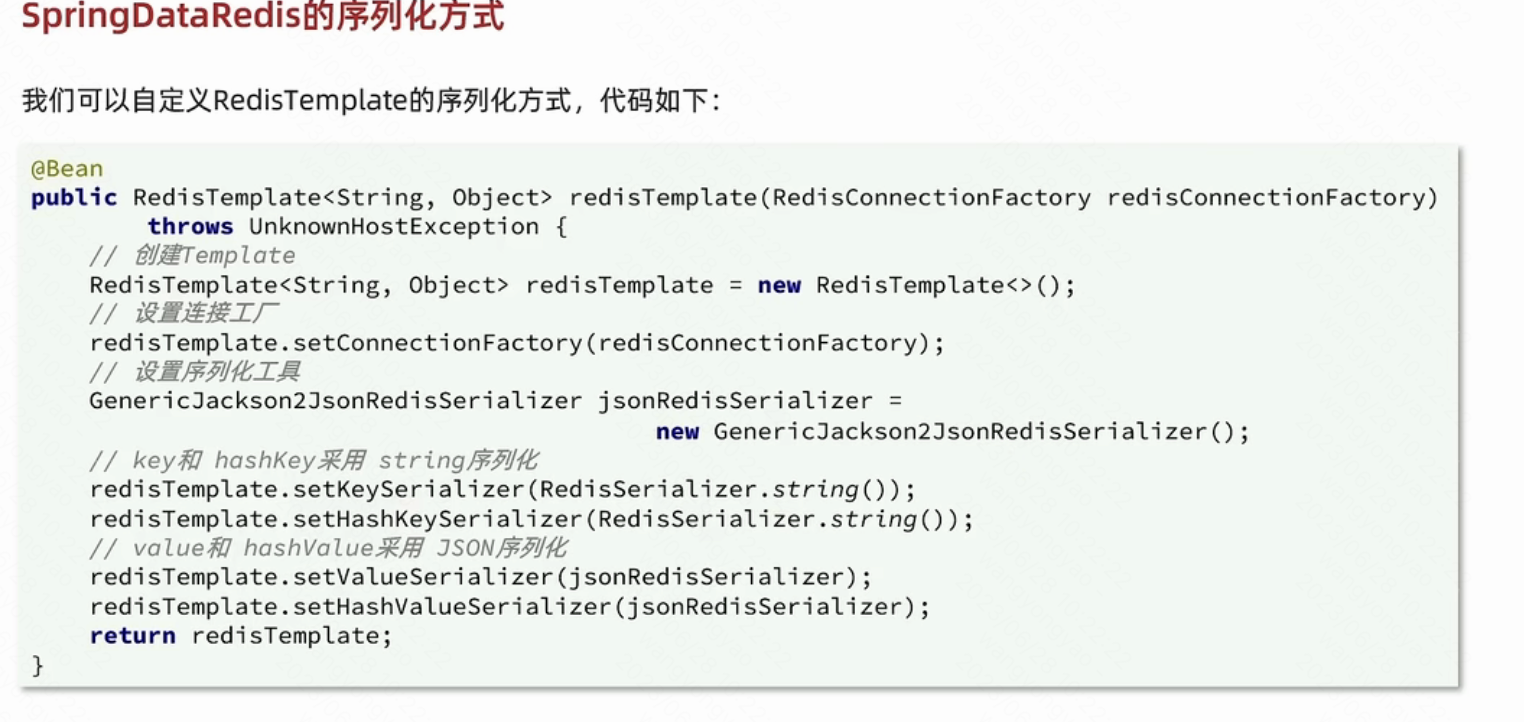 SpringDataRedis的序列化方式
我们可以自定义RedisTemplate的序列化方式，代码如下：
@Bean
public RedisTemplate<String, Object> redisTemplate(RedisConnectionFactory redisConnectionFactory)
        throws UnknownHostException {
    // 创建Template
    RedisTemplate<String, Object> redisTemplate = new RedisTemplate<>();
    // 设置连接工厂
    redisTemplate.setConnectionFactory(redisConnectionFactory);
    // 设置序列化工具
    GenericJackson2JsonRedisSerializer jsonRedisSerializer =
                                            new GenericJackson2JsonRedisSerializer();
    // key和 hashKey采用 string序列化
    redisTemplate.setKeySerializer(RedisSerializer.string());
    redisTemplate.setHashKeySerializer(RedisSerializer.string());
    // value和 hashValue采用 JSON序列化
    redisTemplate.setValueSerializer(jsonRedisSerializer);
    redisTemplate.setHashValueSerializer(jsonRedisSerializer);
    return redisTemplate;
}